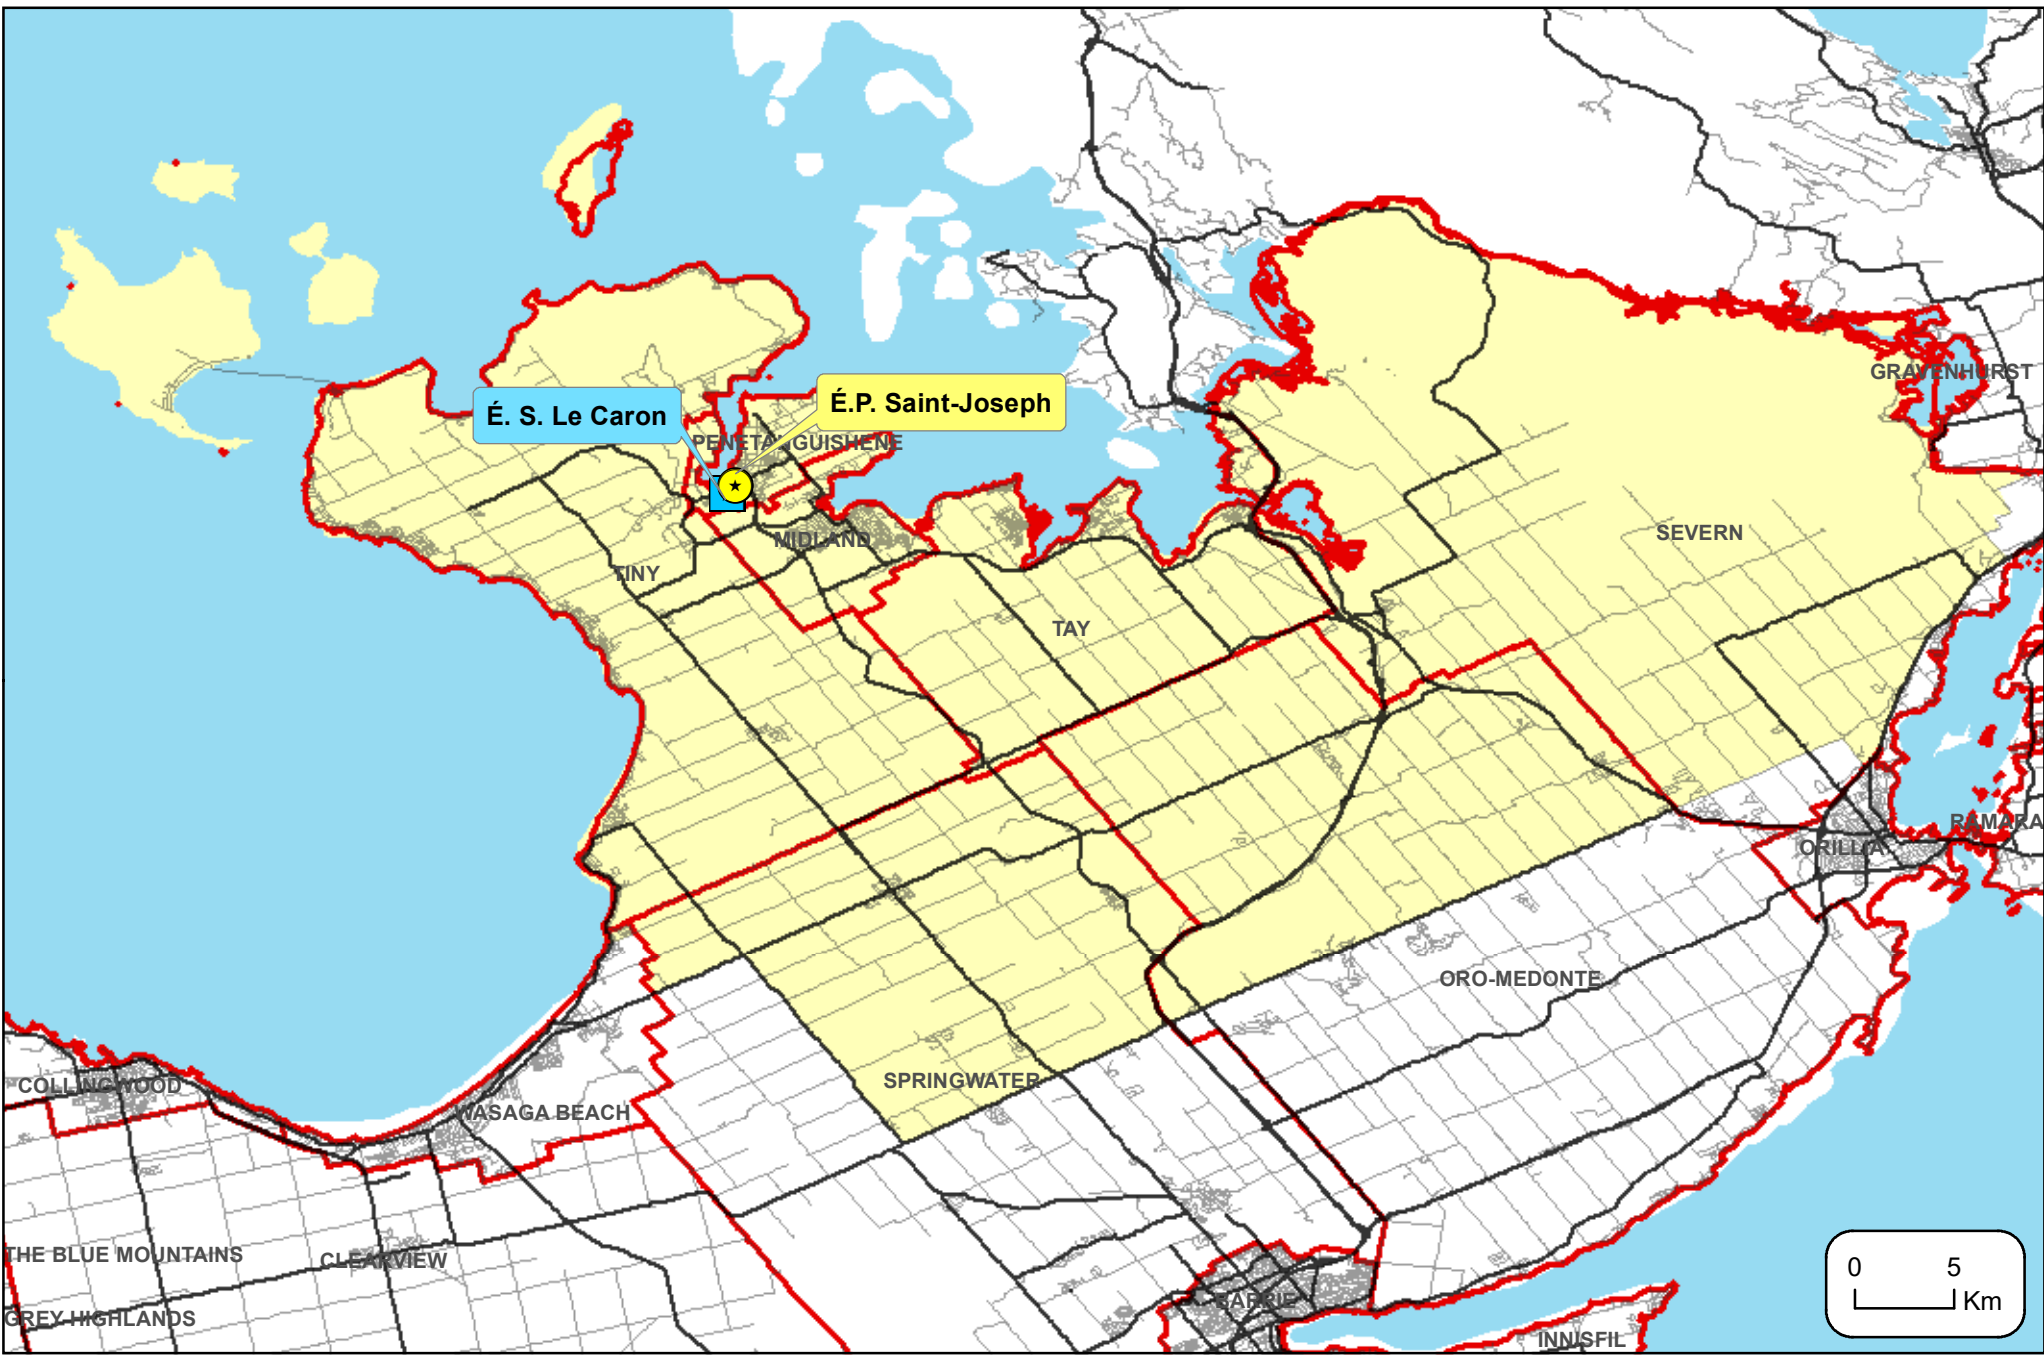 GRAVENHURST
É. S. Le Caron
É.P. Saint-Joseph
PENETANGUISHENE
SEVERN
MIDLAND
TINY
TAY
RAMARA
ORILLIA
ORO-MEDONTE
SPRINGWATER
COLLINGWOOD
WASAGA BEACH
THE BLUE MOUNTAINS
CLEARVIEW
GREY HIGHLANDS
BARRIE
INNISFIL
0 5
Km